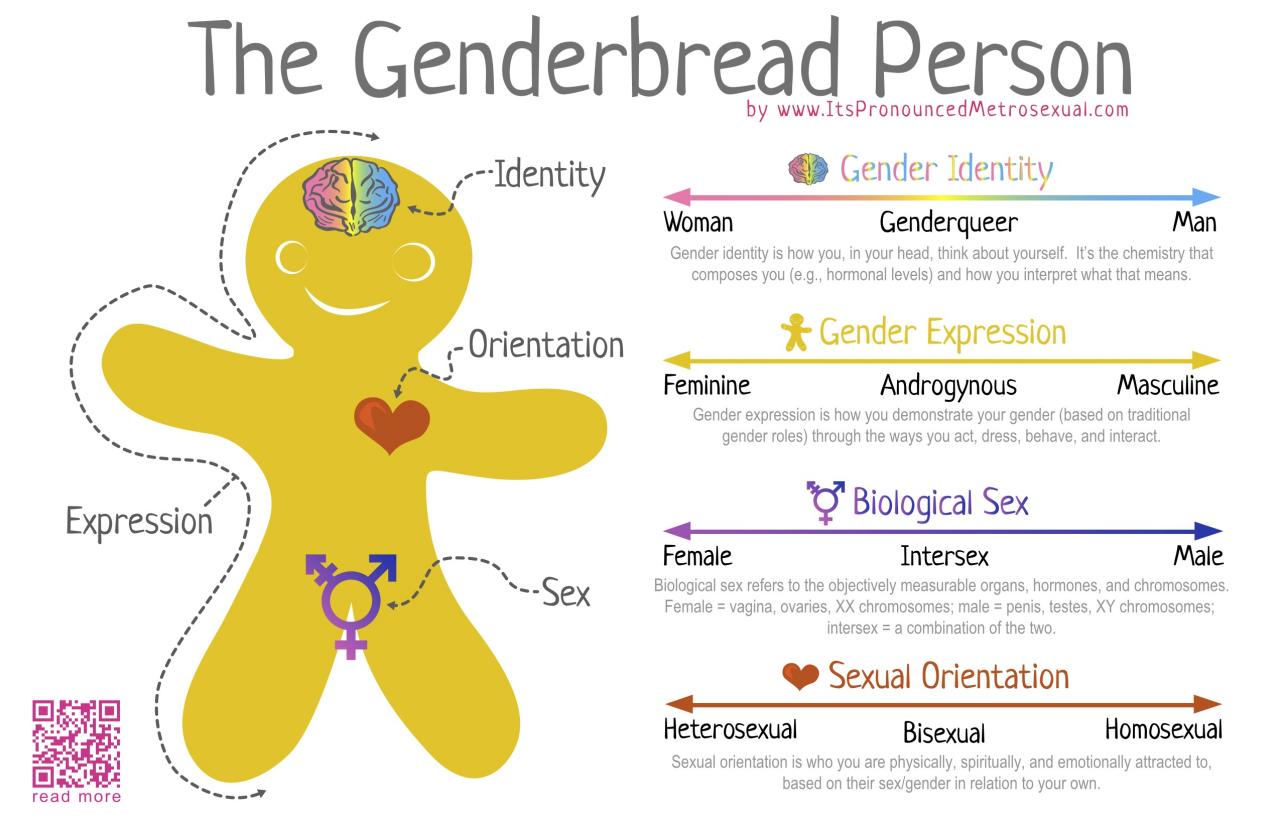 The Genderbread Person
by www.ItsPronouncedMetrosexual.com
Identity
Orientation
Expression
Sex
read more
Gender Identity
Woman Genderqueer Man
Gender identity is how you, in your head, think about yourself. It's the chemistry that
composes you (e.g., hormonal levels) and how you interpret what that means.
Gender Expression
Feminine Androgynous Masculine
Gender expression is how you demonstrate your gender (based on traditional
gender roles) through the ways you act, dress, behave, and interact.
Biological Sex
Female Intersex Male
Biological sex refers to the objectively measurable organs, hormones, and chromosomes.
Female = vagina, ovaries, XX chromosomes; male = penis, testes, XY chromosomes;
intersex = a combination of the two.
Sexual Orientation
Heterosexual Bisexual Homosexual
Sexual orientation is who you are physically, spiritually, and emotionally attracted to,
based on their sex/gender in relation to your own.